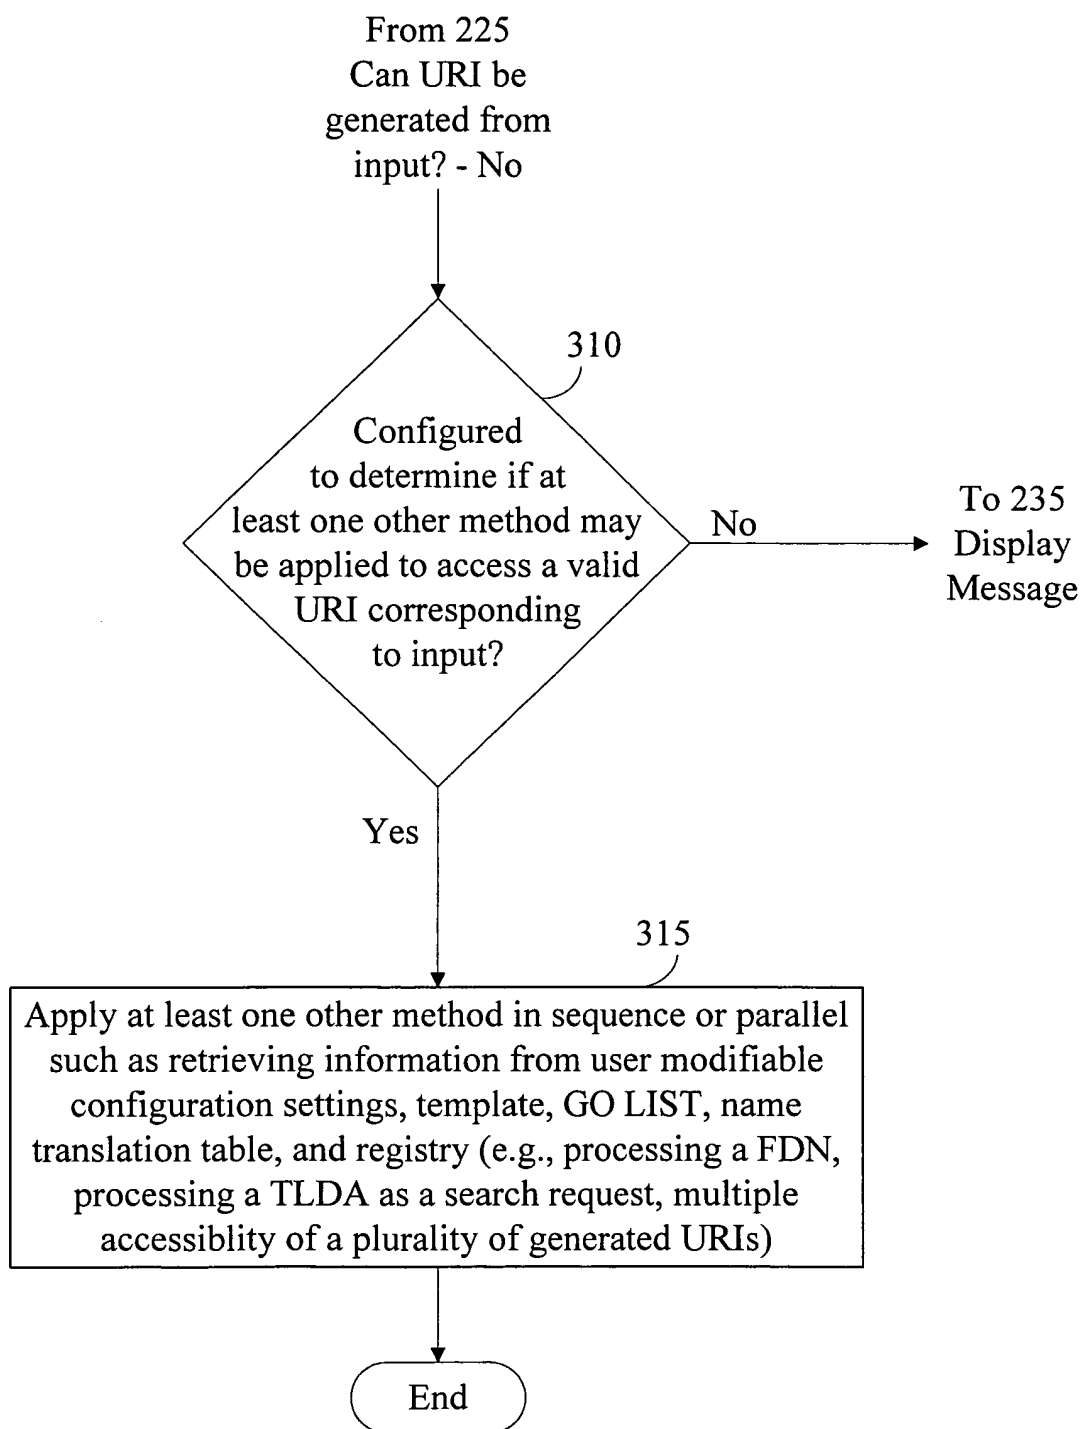 From 225
Can URI be
generated from
input? - No
310
Configured
to determine if at
least one other method may
be applied to access a valid
URI corresponding
to input?
No
To 235
Display
Message
Yes
315
Apply at least one other method in sequence or parallel
such as retrieving information from user modifiable
configuration settings, template, GO LIST, name
translation table, and registry (e.g., processing a FDN,
processing a TLDA as a search request, multiple
accessiblity of a plurality of generated URIs)
End